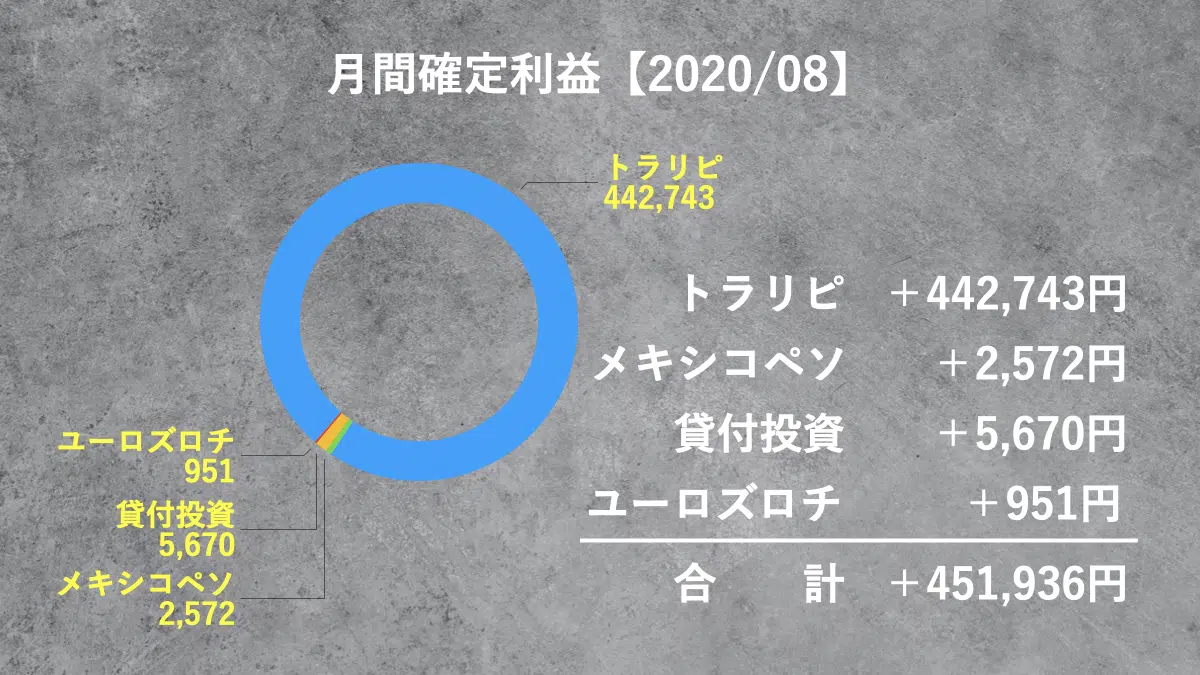 月間確定利益【2020/08】
トラリピ
442,743
ユーロズロチ
951
貸付投資
5,670
メキシコペソ
2,572
トラリピ ＋442,743円
メキシコペソ ＋2,572円
貸付投資 ＋5,670円
ユーロズロチ ＋951円
合　計 ＋451,936円